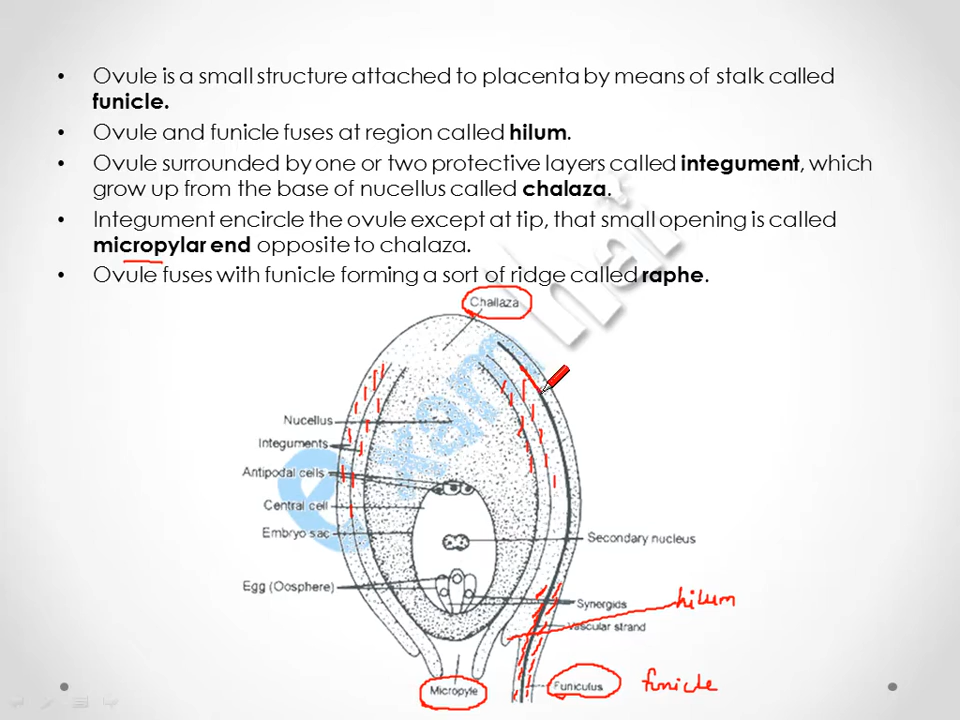 • Ovule is a small structure attached to placenta by means of stalk called
funicle.
• Ovule and funicle fuses at region called hilum.
• Ovule surrounded by one or two protective layers called integument, which
grow up from the base of nucellus called chalaza.
• Integument encircle the ovule except at tip, that small opening is called
micropylar end opposite to chalaza.
• Ovule fuses with funicle forming a sort of ridge called raphe.
Challaza
Nucellus
Integuments
Antipodal cells
Central cell
Embryo sac
Secondary nucleus
Egg (Oosphere)
Synergids
hilum
Vascular strand
Micropyle
Funiculus
funicle